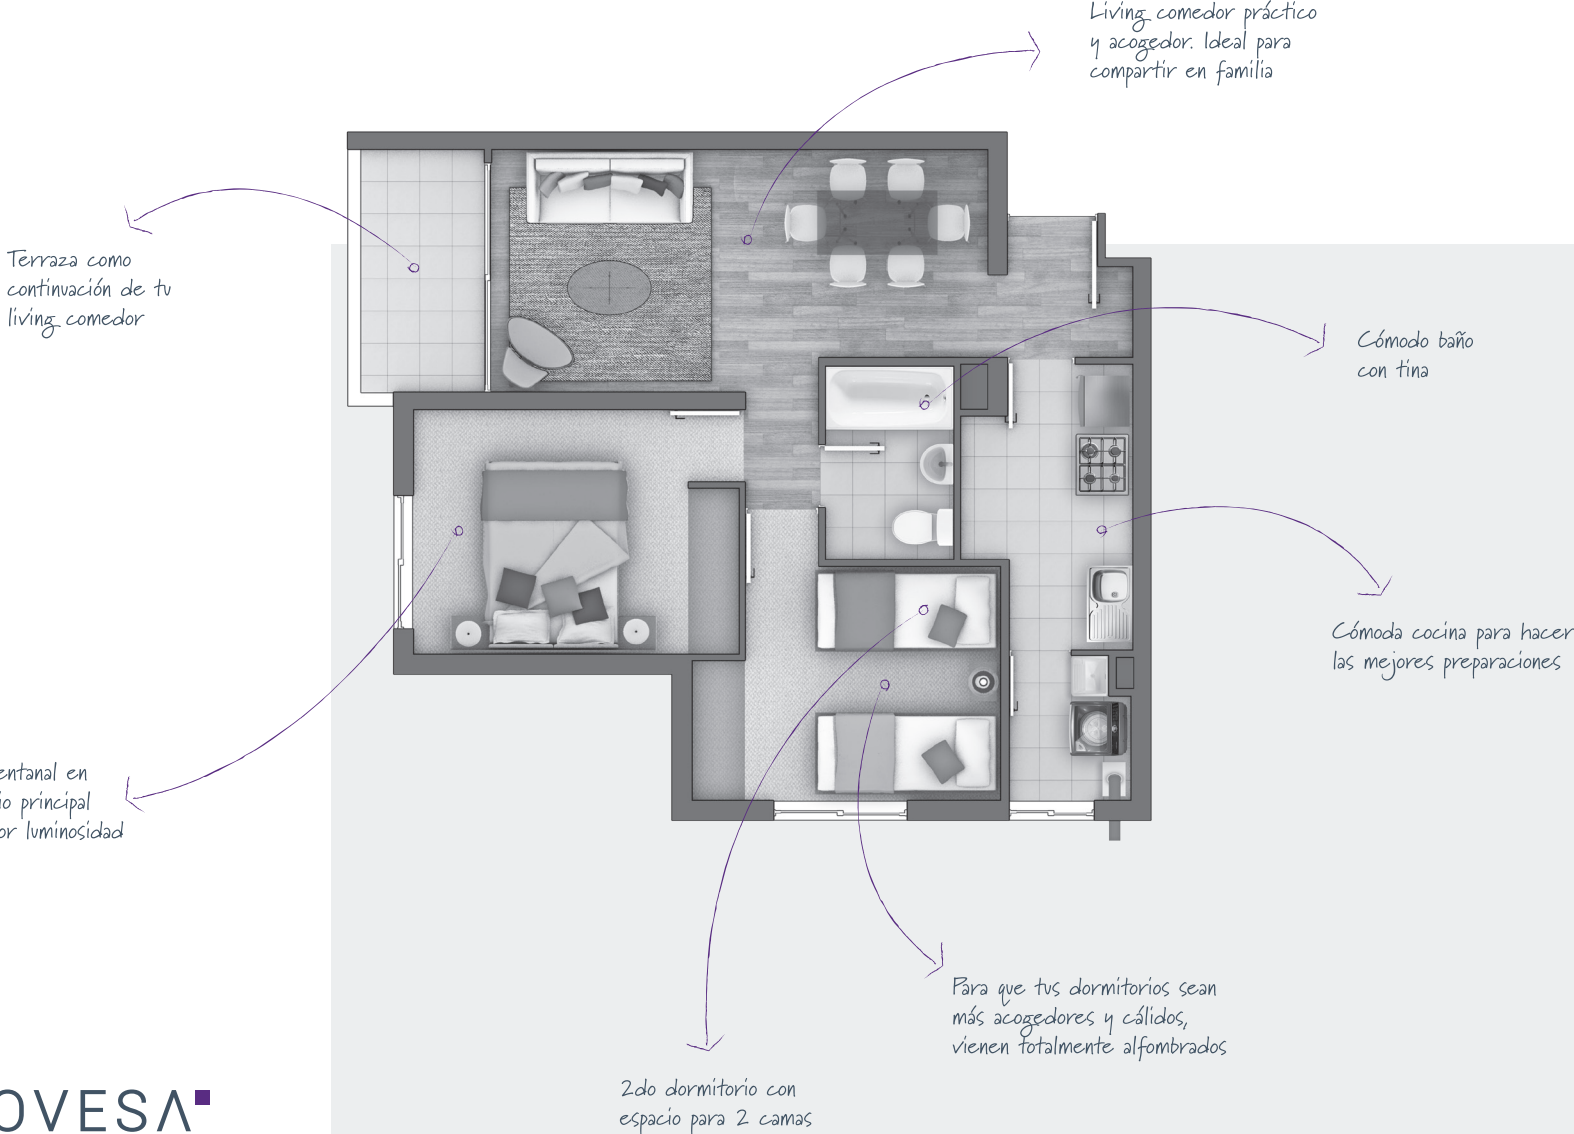 Living comedor práctico
y acogedor. Ideal para
compartir en familia
Terraza como
continuación de tu
living comedor
Cómodo baño
con tina
Cómoda cocina para hacer
las mejores preparaciones
entanal en
io principal
or luminosidad
Para que tus dormitorios sean
más acogedores y cálidos,
vienen totalmente alfombrados
2do dormitorio con
espacio para 2 camas
OVESA